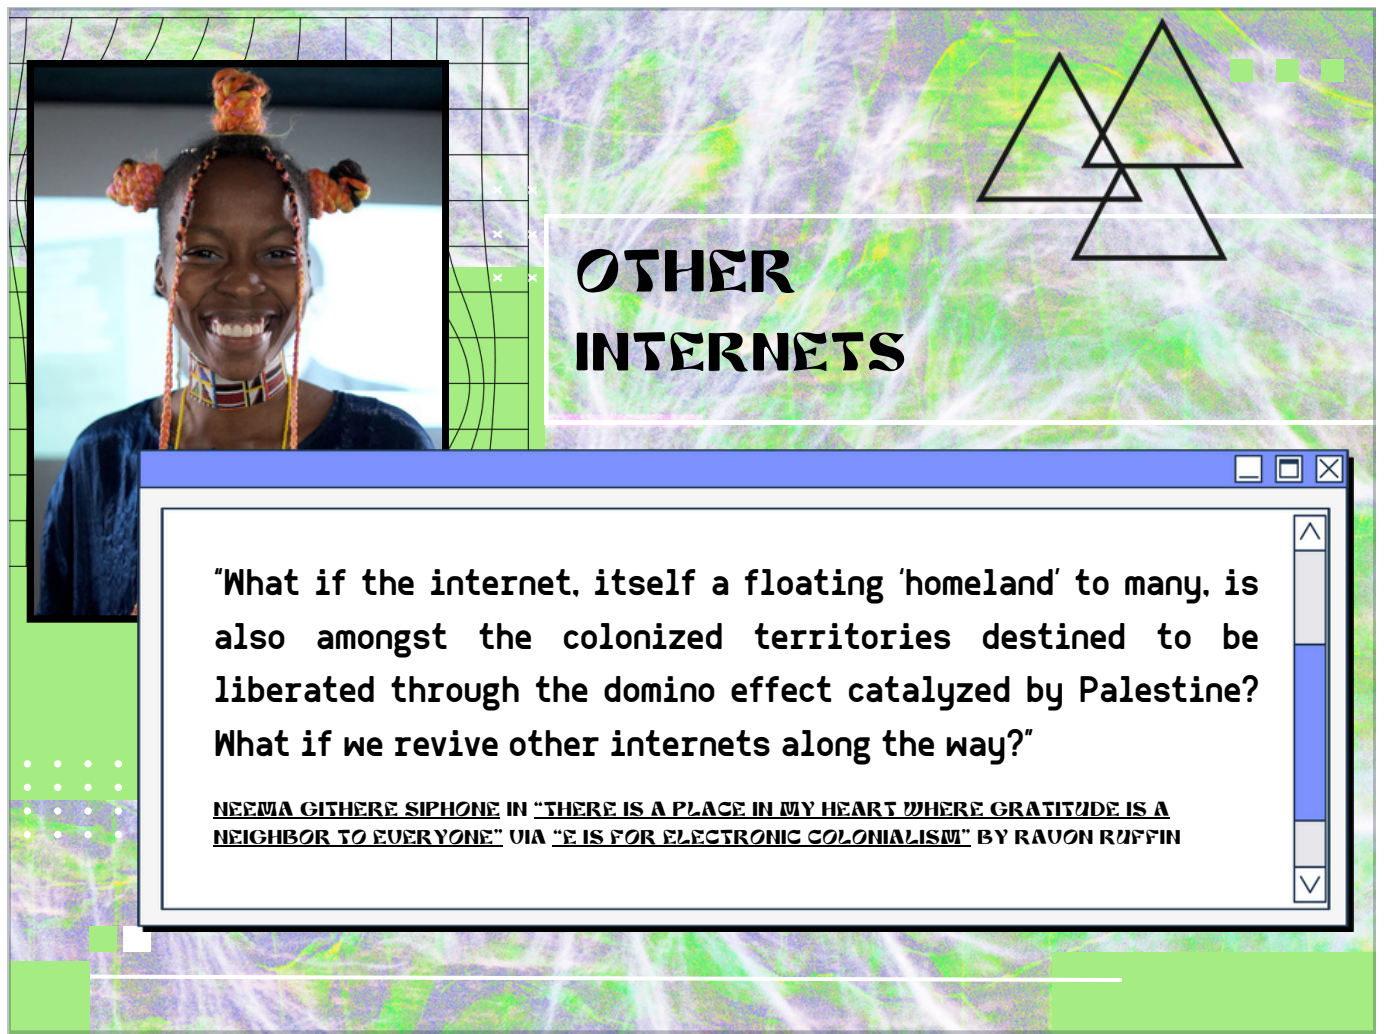 OTHER
INTERNETS
“What if the internet, itself a floating ‘homeland’ to many, is
also amongst the colonized territories destined to be
liberated through the domino effect catalyzed by Palestine?
What if we revive other internets along the way?”
NEEMA GITHERE SIPHONE IN “THERE IS A PLACE IN MY HEART WHERE GRATITUDE IS A
NEIGHBOR TO EVERYONE” VIA “E IS FOR ELECTRONIC COLONIALISM” BY RAVON RUFFIN